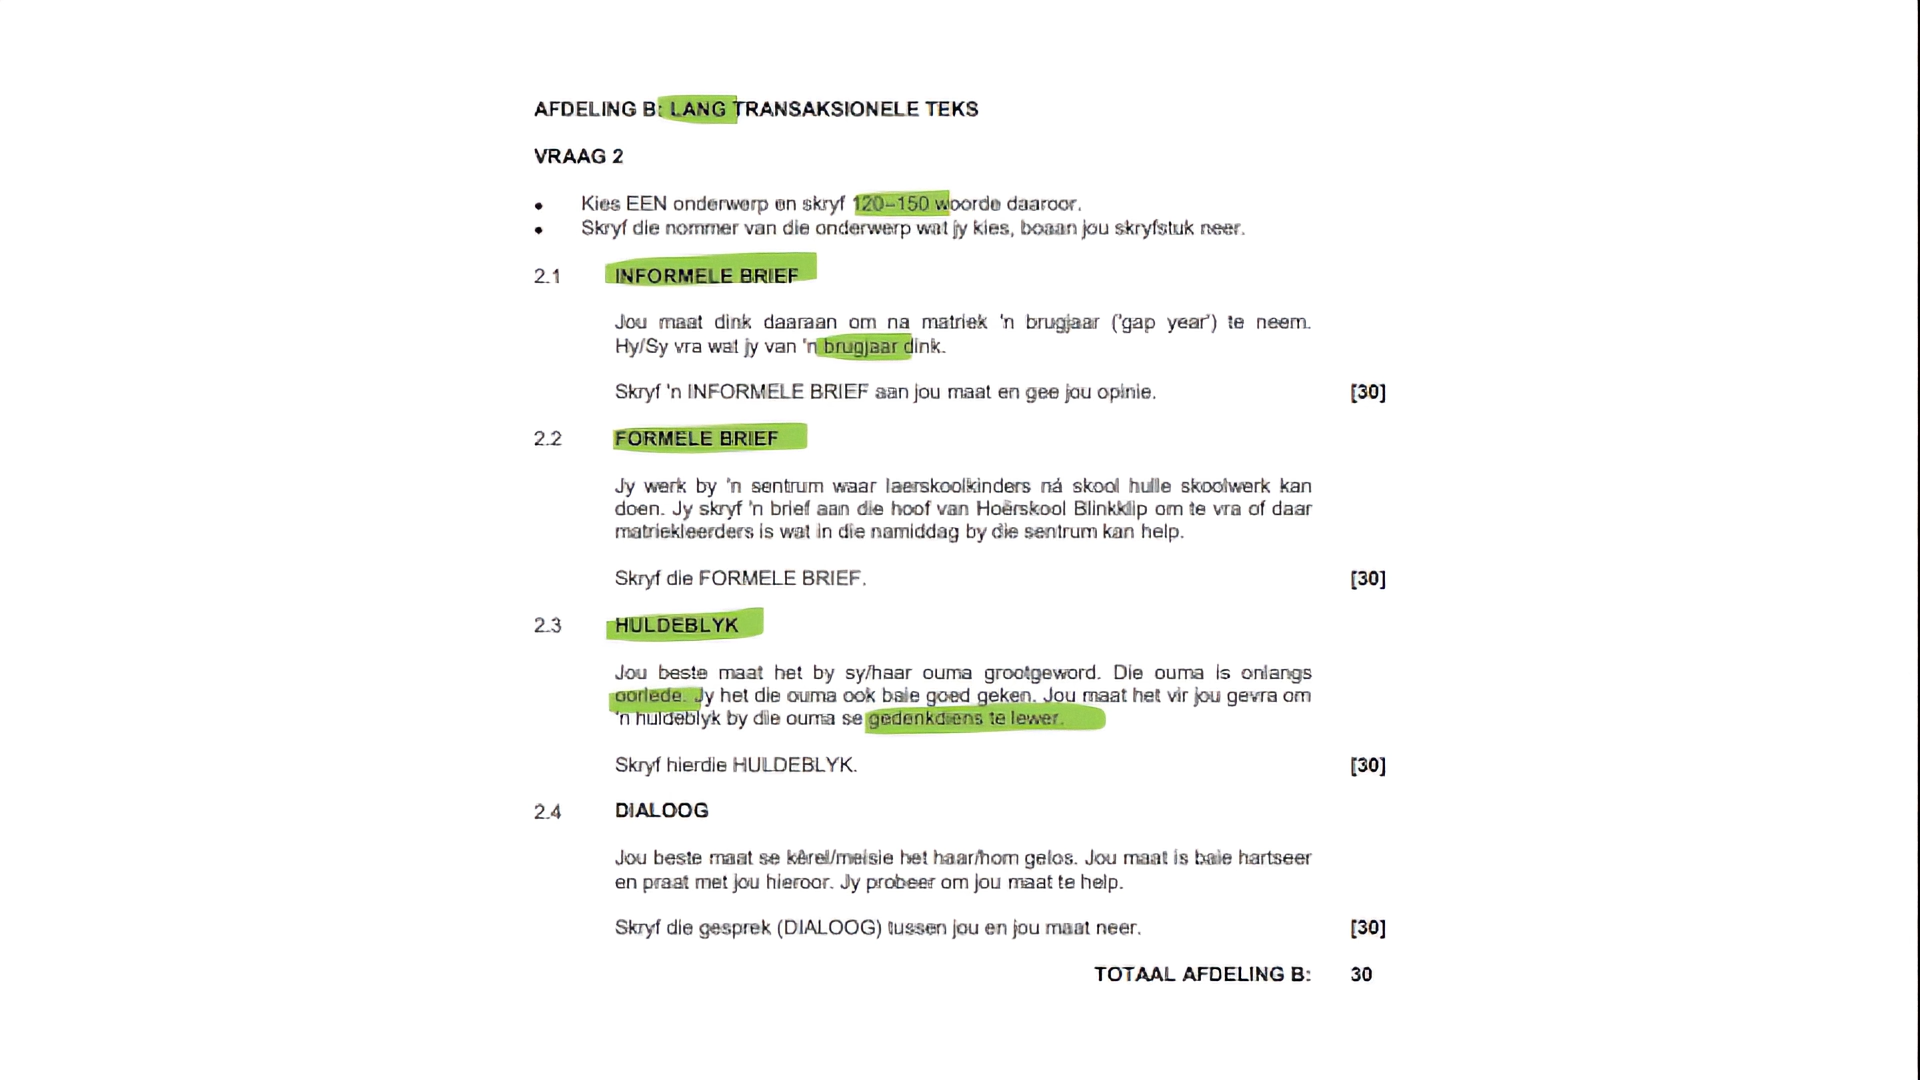 AFDELING B: LANG TRANSAKSIONELE TEKS
VRAAG 2
• Kies EEN onderwerp en skryf 120–150 woorde daaroor.
• Skryf die nommer van die onderwerp wat jy kies, boaan jou skryfstuk neer.
2.1 INFORMELE BRIEF
Jou maat dink daaraan om na matriek 'n brugjaar ('gap year') te neem.
Hy/Sy vra wat jy van 'n brugjaar dink.
Skryf 'n INFORMELE BRIEF aan jou maat en gee jou opinie. [30]
2.2 FORMELE BRIEF
Jy werk by 'n sentrum waar laerskoolkinders ná skool hulle skoolwerk kan
doen. Jy skryf 'n brief aan die hoof van Hoërskool Blinkklip om te vra of daar
matriekleerders is wat in die namiddag by die sentrum kan help.
Skryf die FORMELE BRIEF. [30]
2.3 HULDEBLYK
Jou beste maat het by sy/haar ouma grootgeword. Die ouma is onlangs
oorlede. Jy het die ouma ook baie goed geken. Jou maat het vir jou gevra om
'n huldeblyk by die ouma se gedenkdiens te lewer.
Skryf hierdie HULDEBLYK. [30]
2.4 DIALOOG
Jou beste maat se kêrel/meisie het haar/hom gelos. Jou maat is baie hartseer
en praat met jou hieroor. Jy probeer om jou maat te help.
Skryf die gesprek (DIALOOG) tussen jou en jou maat neer. [30]
TOTAAL AFDELING B: 30